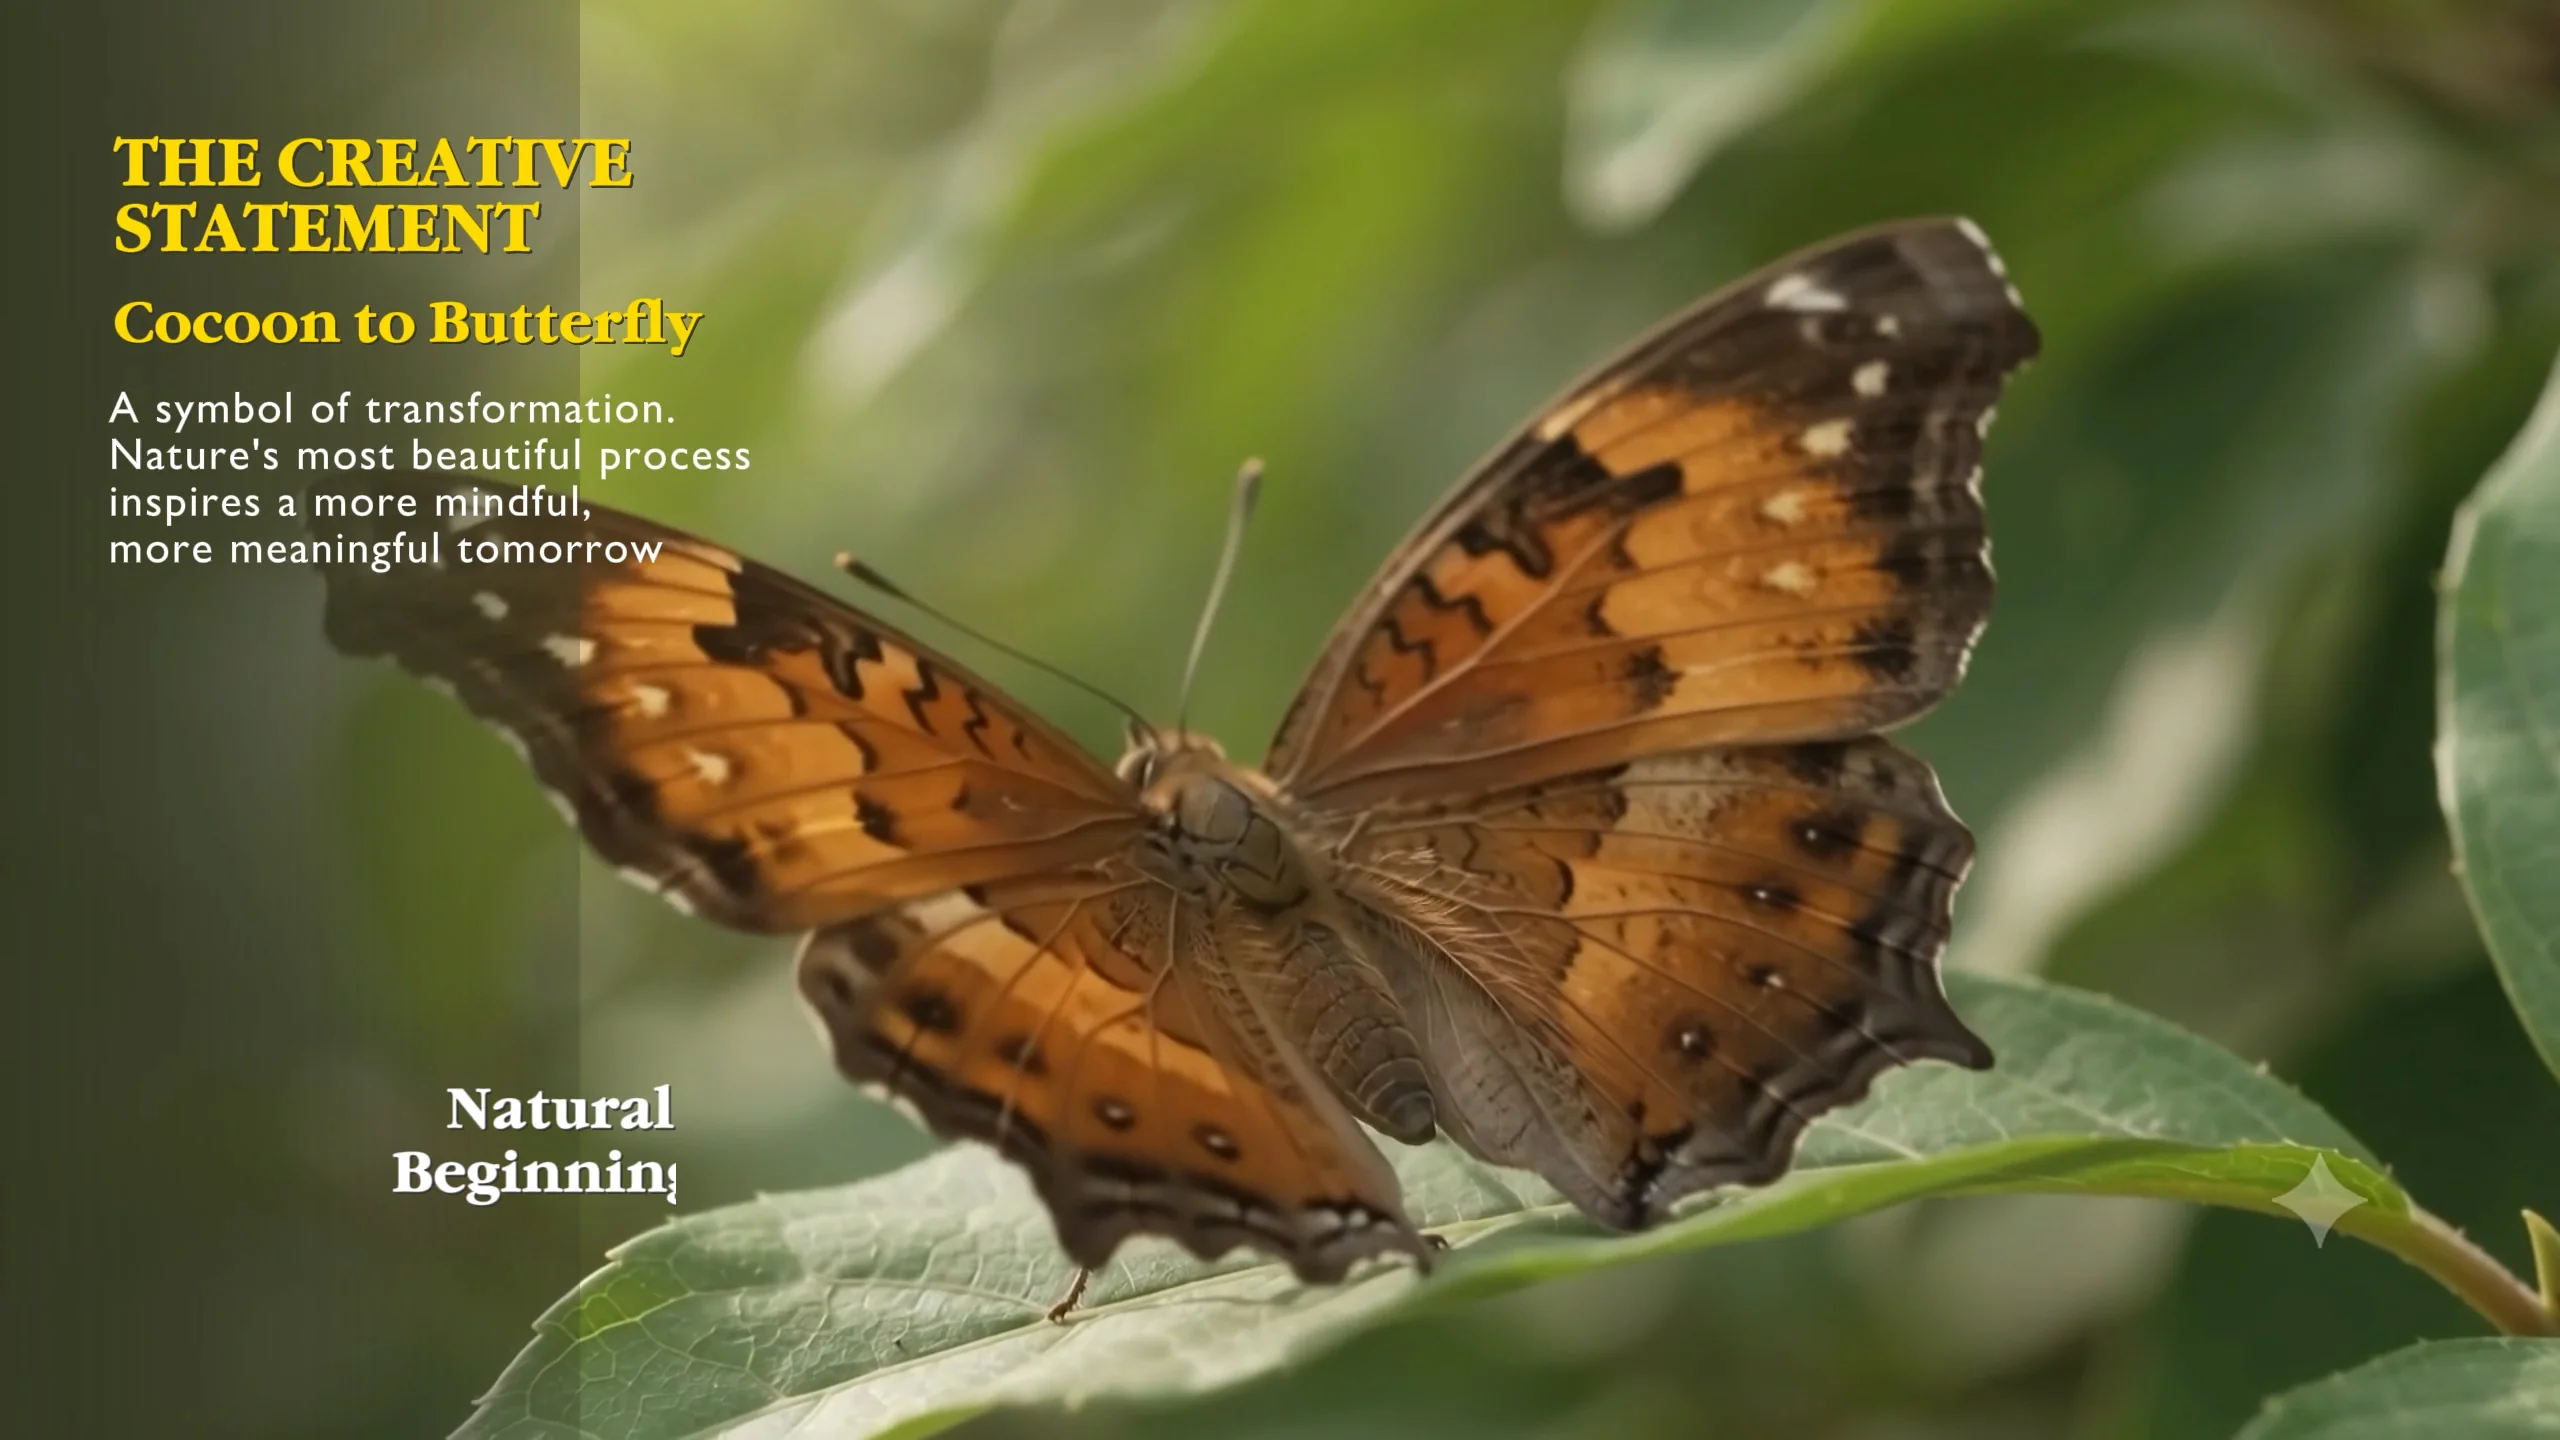 THE CREATIVE
STATEMENT
Cocoon to Butterfly
A symbol of transformation.
Nature's most beautiful process
inspires a more mindful,
more meaningful tomorrow
Natural
Beginning